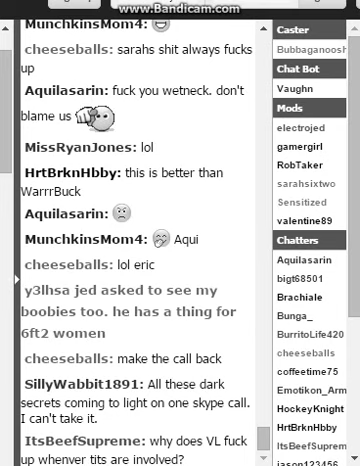 www.Bandicam.com
MunchkinsMom4:
cheeseballs: sarahs shit always fucks
up
Aquilasarin: fuck you wetneck. don't
blame us
MissRyanJones: lol
HrtBrknHbby: this is better than
WarrrBuck
Aquilasarin:
MunchkinsMom4: Aqui
cheeseballs: lol eric
y3lhsa jed asked to see my
boobies too. he has a thing for
6ft2 women
cheeseballs: make the call back
SillyWabbit1891: All these dark
secrets coming to light on one skype call.
I can't take it.
ItsBeefSupreme: why does VL fuck
up whenver tits are involved?
Caster
Bubbaganoosh
Chat Bot
Vaughn
Mods
electrojed
gamergirl
RobTaker
sarahsixtwo
Sensitized
valentine89
Chatters
Aquilasarin
bigt68501
Brachiale
Bunga_
BurritoLife420
cheeseballs
coffeetime75
Emotikon_Arm
HockeyKnight
HrtBrknHbby
ItsBeefSupreme
jason123456